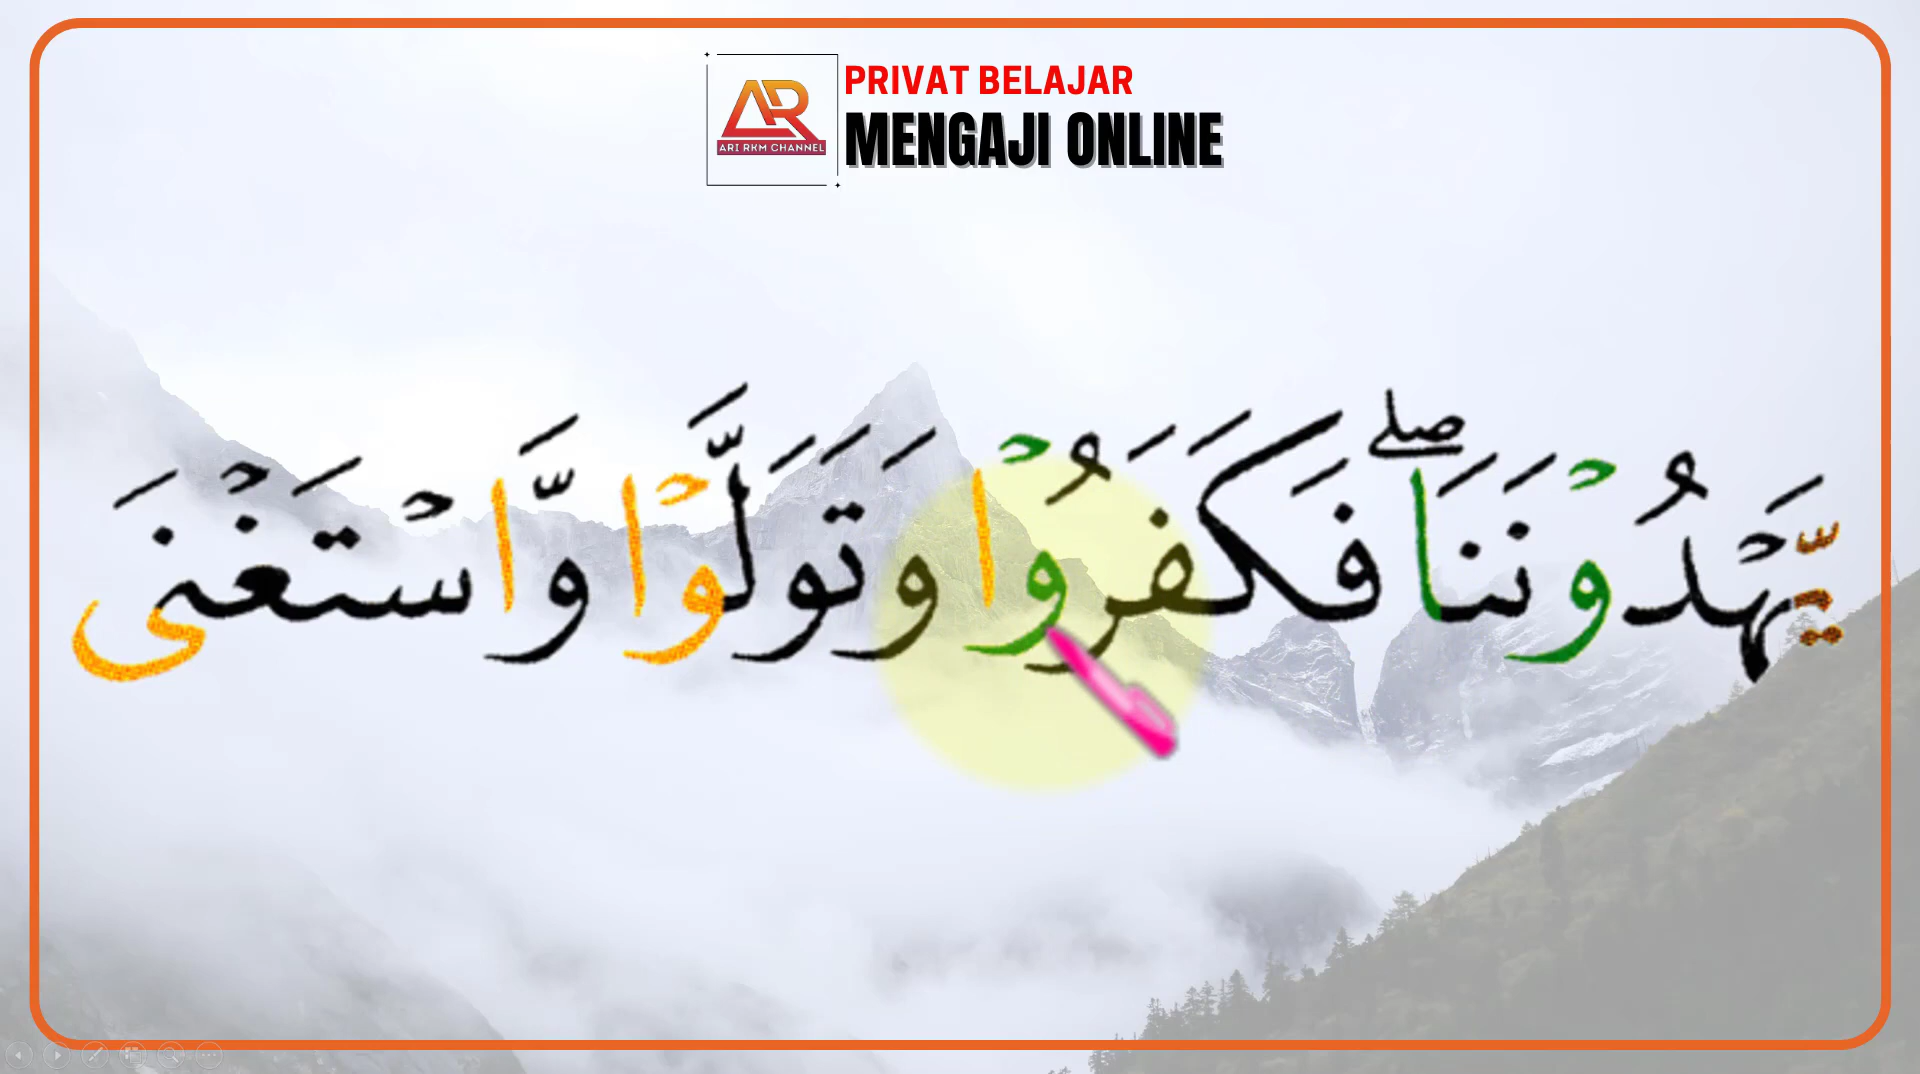 PRIVAT BELAJAR
MENGAJI ONLINE
ARI RKM CHANNEL
يَّهْدُوْنَنَاۖ فَكَفَرُوْا وَتَوَلَّوْا وَّاسْتَغْنَى